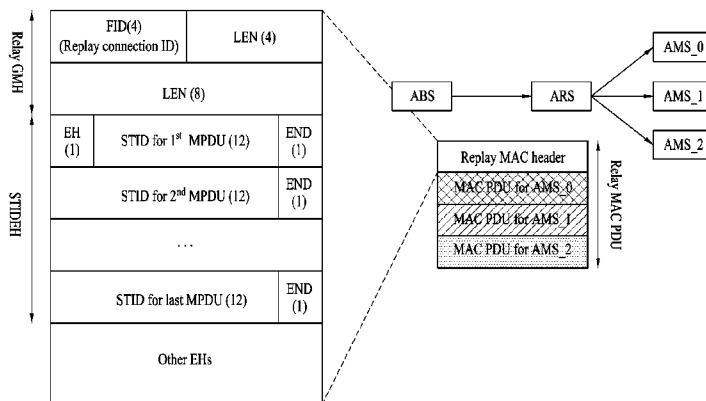 FID(4)
(Replay connection ID)
LEN (4)
Relay GMH
LEN (8)
EH
(1)
STID for 1st MPDU (12)
END
(1)
STID for 2nd MPDU (12)
END
(1)
STIDEH
...
STID for last MPDU (12)
END
(1)
Other EHs
ABS
ARS
AMS_0
AMS_1
AMS_2
Replay MAC header
MAC PDU for AMS_0
MAC PDU for AMS_1
MAC PDU for AMS_2
Relay MAC PDU